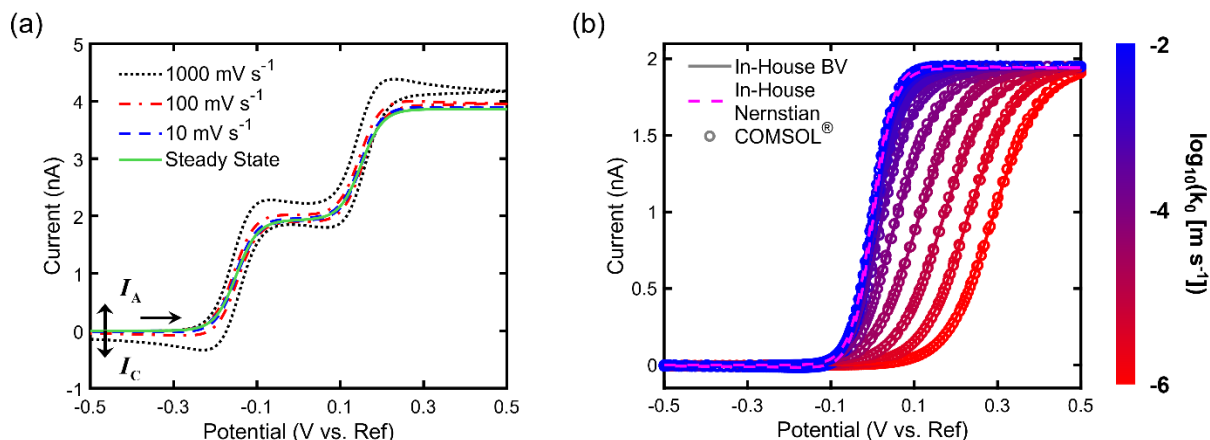 (a)
5
4
3
2
1
0
-1
Current (nA)
1000 mV s⁻¹
100 mV s⁻¹
10 mV s⁻¹
Steady State
I_A
I_C
-0.5 -0.3 -0.1 0.1 0.3 0.5
Potential (V vs. Ref)
(b)
2
1.5
1
0.5
0
Current (nA)
In-House BV
In-House
Nernstian
COMSOL®
-0.5 -0.3 -0.1 0.1 0.3 0.5
Potential (V vs. Ref)
-2
-4
-6
log₁₀(k₀ [m s⁻¹])